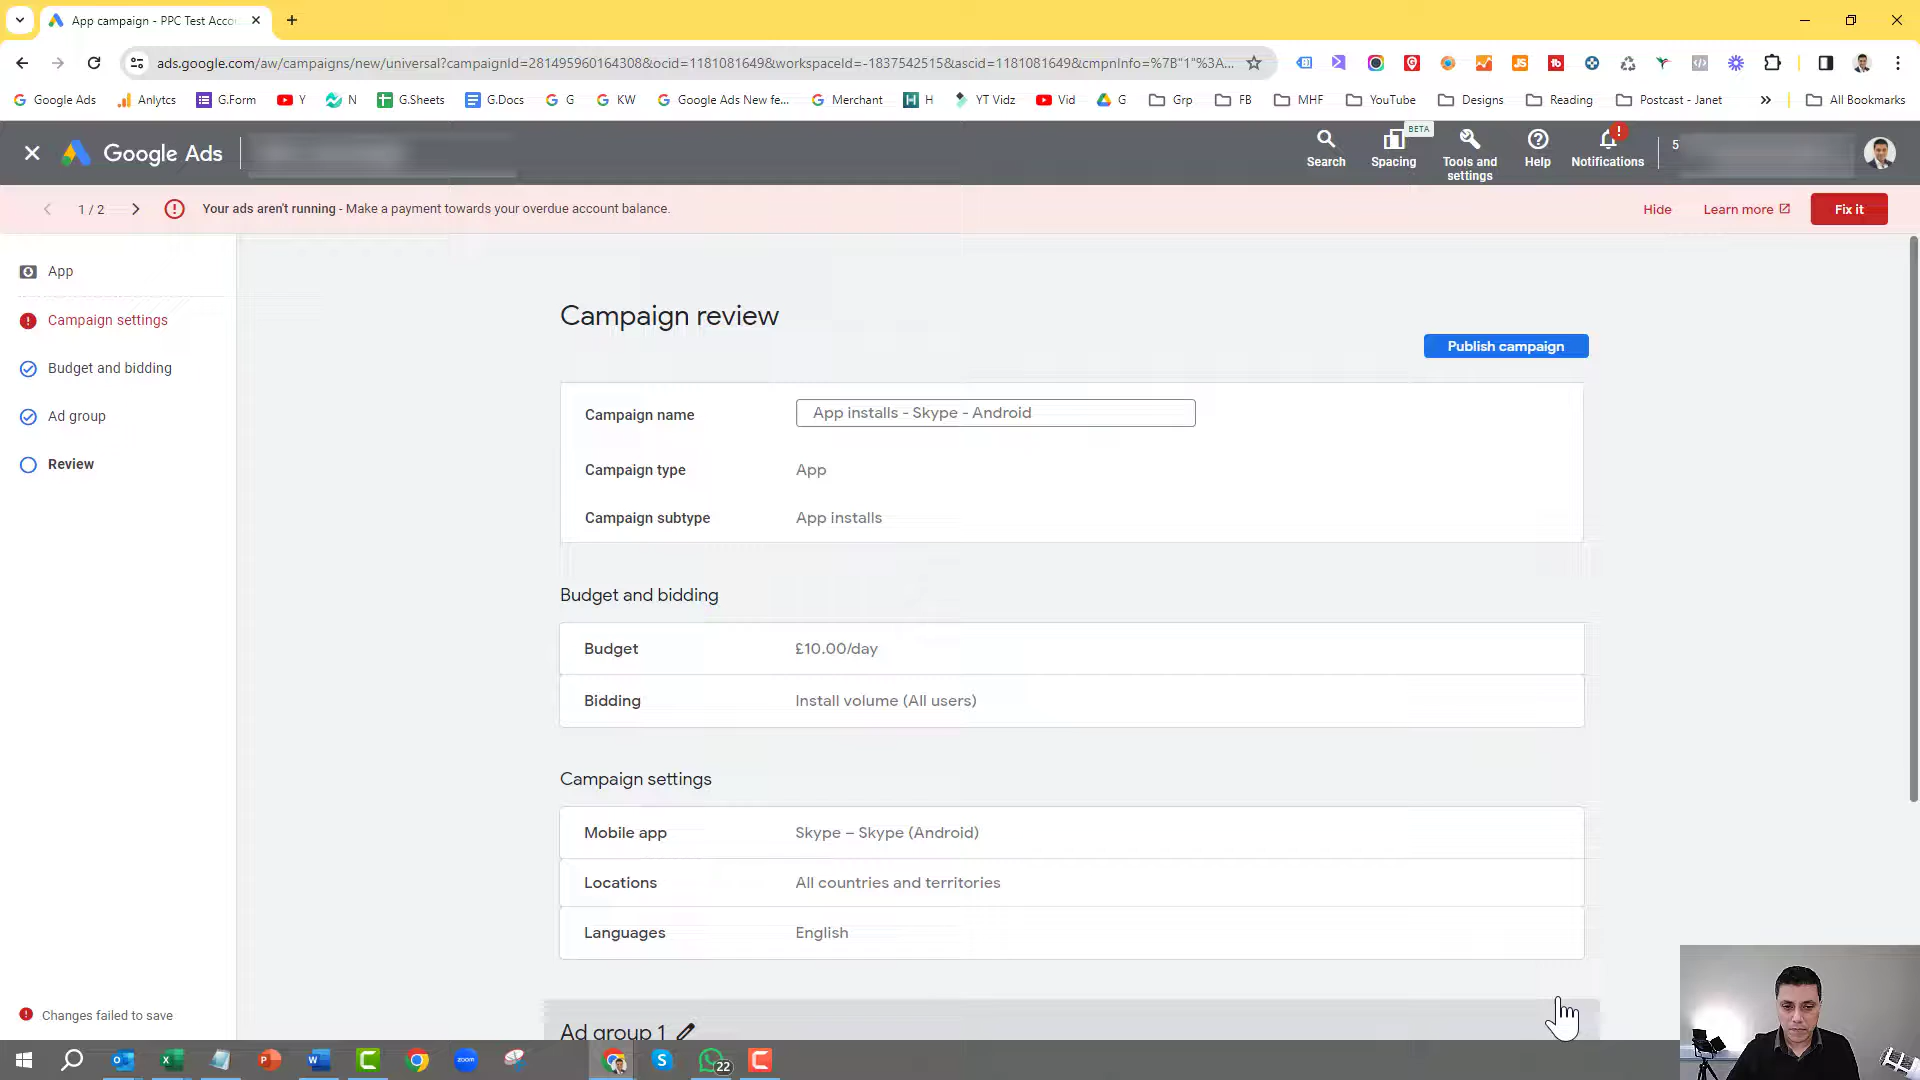 App campaign - PPC Test Acco
ads.google.com/aw/campaigns/new/universal?campaignId=281495960164308&ocid=1181081649&workspaceId=-1837542515&ascid=1181081649&cmpnInfo=%7B"1"%3A...
Google Ads
Anlytcs
G.Form
Y
N
G.Sheets
G.Docs
G
KW
Google Ads New fe...
Merchant
H
YT Vidz
Vid
G
Grp
FB
MHF
YouTube
Designs
Reading
Postcast - Janet
All Bookmarks
Google Ads
Search
BETA
Spacing
Tools and
settings
Help
Notifications
5
1 / 2
Your ads aren't running - Make a payment towards your overdue account balance.
Hide
Learn more
Fix it
App
Campaign settings
Budget and bidding
Ad group
Review
Changes failed to save
Campaign review
Publish campaign
Campaign name
App installs - Skype - Android
Campaign type
App
Campaign subtype
App installs
Budget and bidding
Budget
£10.00/day
Bidding
Install volume (All users)
Campaign settings
Mobile app
Skype – Skype (Android)
Locations
All countries and territories
Languages
English
Ad group 1
zoom
22